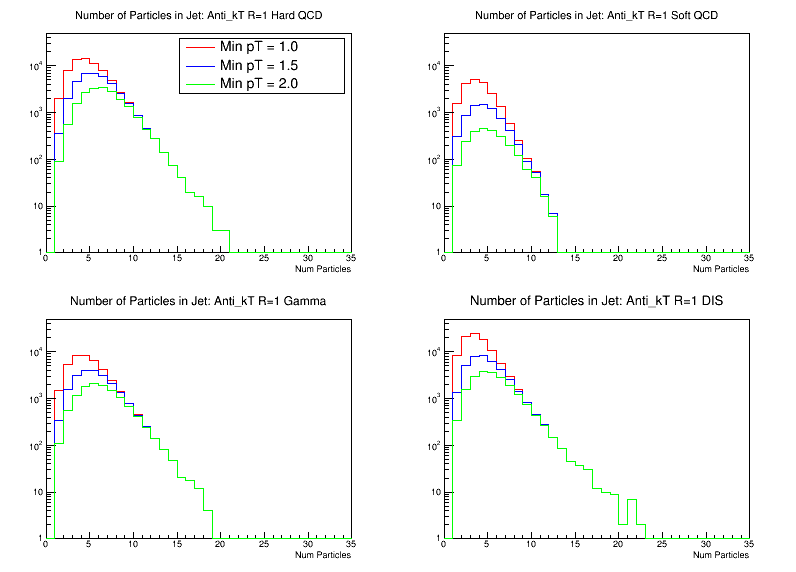 Number of Particles in Jet: Anti_kT R=1 Hard QCD
Min pT = 1.0
Min pT = 1.5
Min pT = 2.0
10^4
10^3
10^2
10
1
0 5 10 15 20 25 30 35
Num Particles
Number of Particles in Jet: Anti_kT R=1 Soft QCD
10^4
10^3
10^2
10
1
0 5 10 15 20 25 30 35
Num Particles
Number of Particles in Jet: Anti_kT R=1 Gamma
10^4
10^3
10^2
10
1
0 5 10 15 20 25 30 35
Num Particles
Number of Particles in Jet: Anti_kT R=1 DIS
10^4
10^3
10^2
10
1
0 5 10 15 20 25 30 35
Num Particles